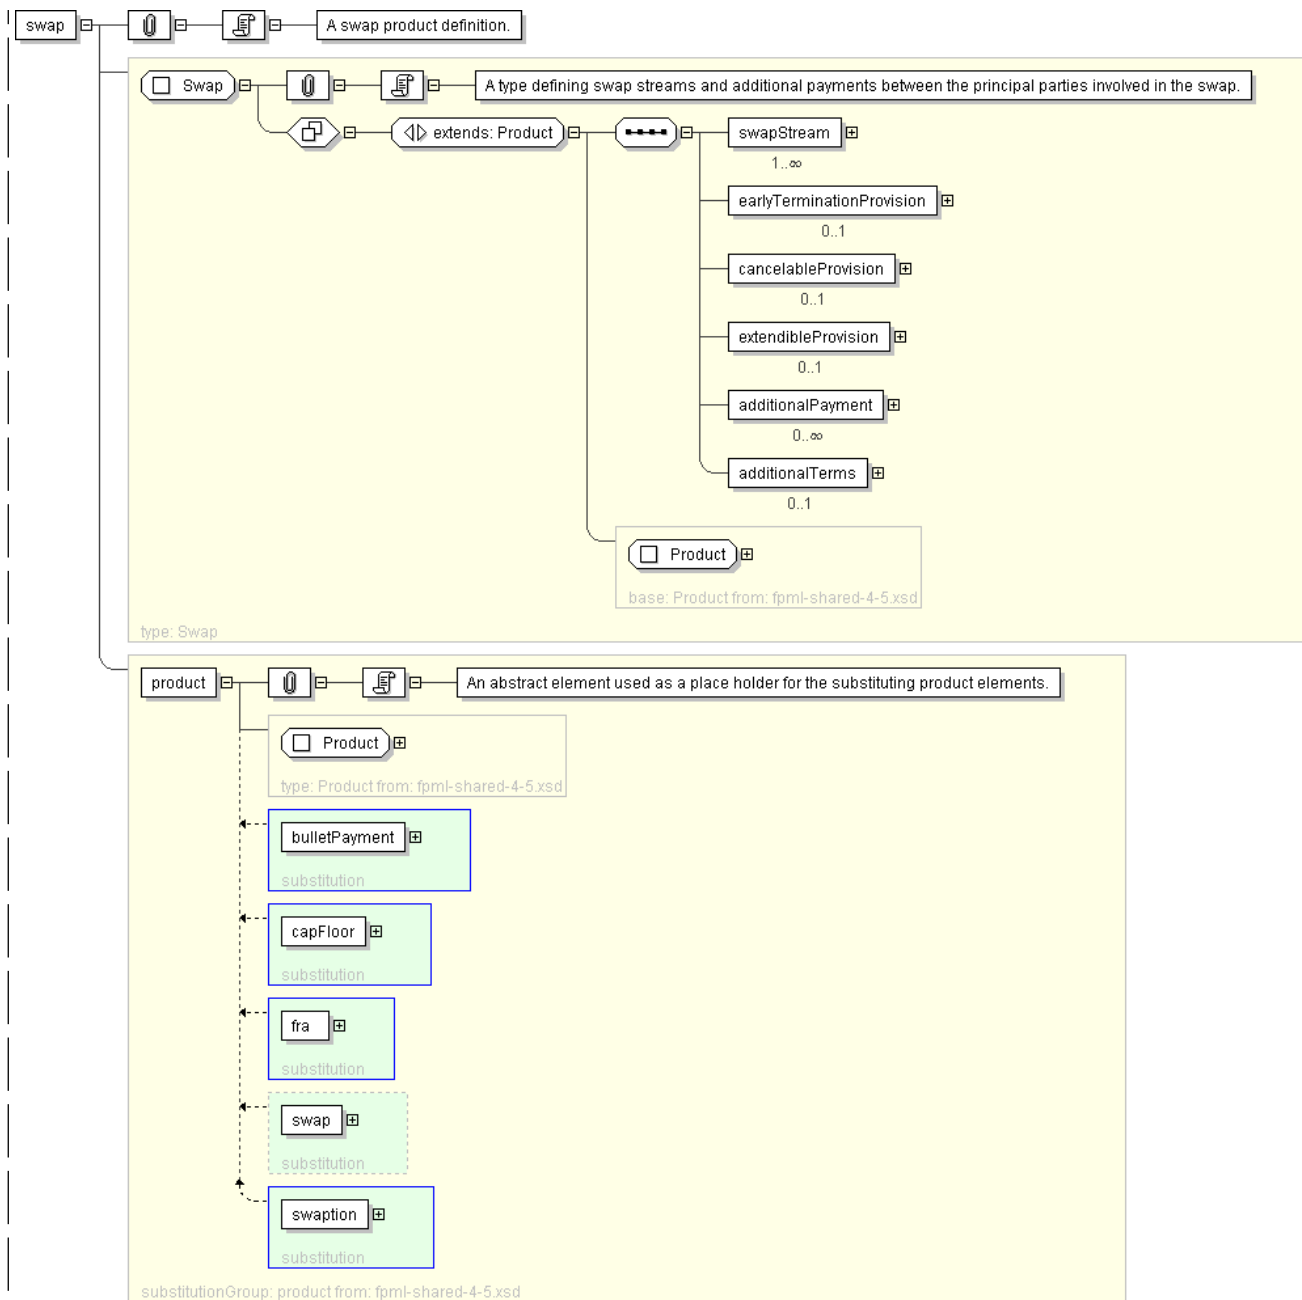 swap A swap product definition.
Swap A type defining swap streams and additional payments between the principal parties involved in the swap.
extends: Product swapStream
1..∞
earlyTerminationProvision
0..1
cancelableProvision
0..1
extendibleProvision
0..1
additionalPayment
0..∞
additionalTerms
0..1
Product
base: Product from: fpml-shared-4-5.xsd
type: Swap
product An abstract element used as a place holder for the substituting product elements.
Product
type: Product from: fpml-shared-4-5.xsd
bulletPayment
substitution
capFloor
substitution
fra
substitution
swap
substitution
swaption
substitution
substitutionGroup: product from: fpml-shared-4-5.xsd